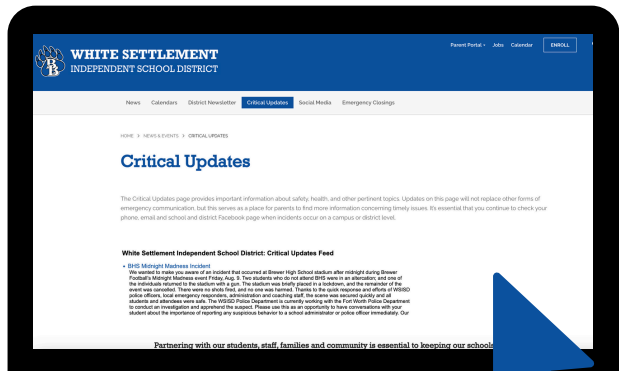 Parent Portal Jobs Calendar ENROLL
WHITE SETTLEMENT
INDEPENDENT SCHOOL DISTRICT
BB
News Calendars District Newsletter Critical Updates Social Media Emergency Closings
HOME > NEWS & EVENTS > CRITICAL UPDATES
Critical Updates
The Critical Updates page provides important information about safety, health, and other pertinent topics. Updates on this page will not replace other forms of
emergency communication, but this serves as a place for parents to find more information concerning timely issues. It's essential that you continue to check your
phone, email and school and district Facebook page when incidents occur on a campus or district level.
White Settlement Independent School District: Critical Updates Feed
• BHS Midnight Madness Incident
We wanted to make you aware of an incident that occurred at Brewer High School stadium after midnight during Brewer
Football's Midnight Madness event Friday, Aug. 9. Two students who do not attend BHS were in an altercation; and one of
the individuals returned to the stadium with a gun. The stadium was briefly placed in a lockdown, and the remainder of the
event was cancelled. There were no shots fired, and no one was harmed. Thanks to the quick response and efforts of WSISD
police officers, local emergency responders, administration and coaching staff, the scene was secured quickly and all
students and attendees were safe. The WSISD Police Department is currently working with the Fort Worth Police Department
to conduct an investigation and apprehend the suspect. Please use this as an opportunity to have conversations with your
student about the importance of reporting any suspicious behavior to a school administrator or police officer immediately. Our
Partnering with our students, staff, families and community is essential to keeping our schools